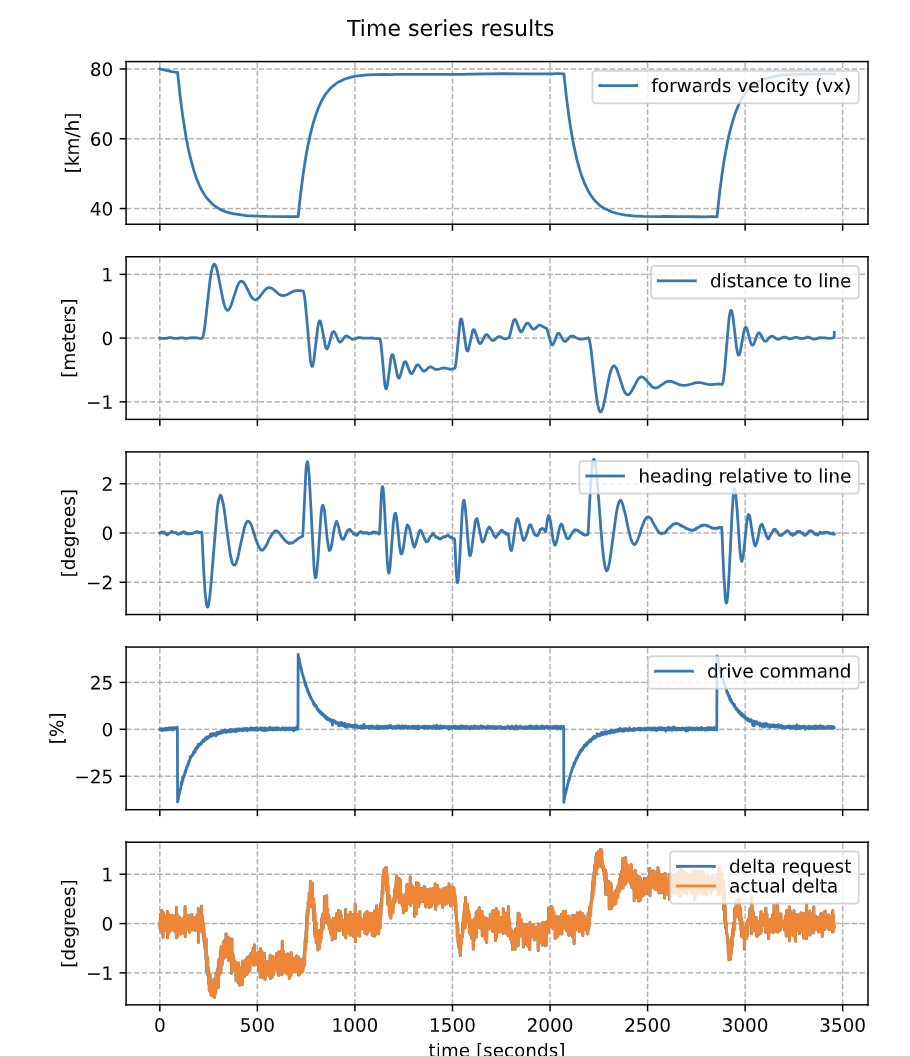 Time series results
80
60
40
[km/h]
forwards velocity (vx)
1
0
−1
[meters]
distance to line
2
0
−2
[degrees]
heading relative to line
25
0
−25
[%]
drive command
1
0
−1
[degrees]
delta request
actual delta
0 500 1000 1500 2000 2500 3000 3500
time [seconds]